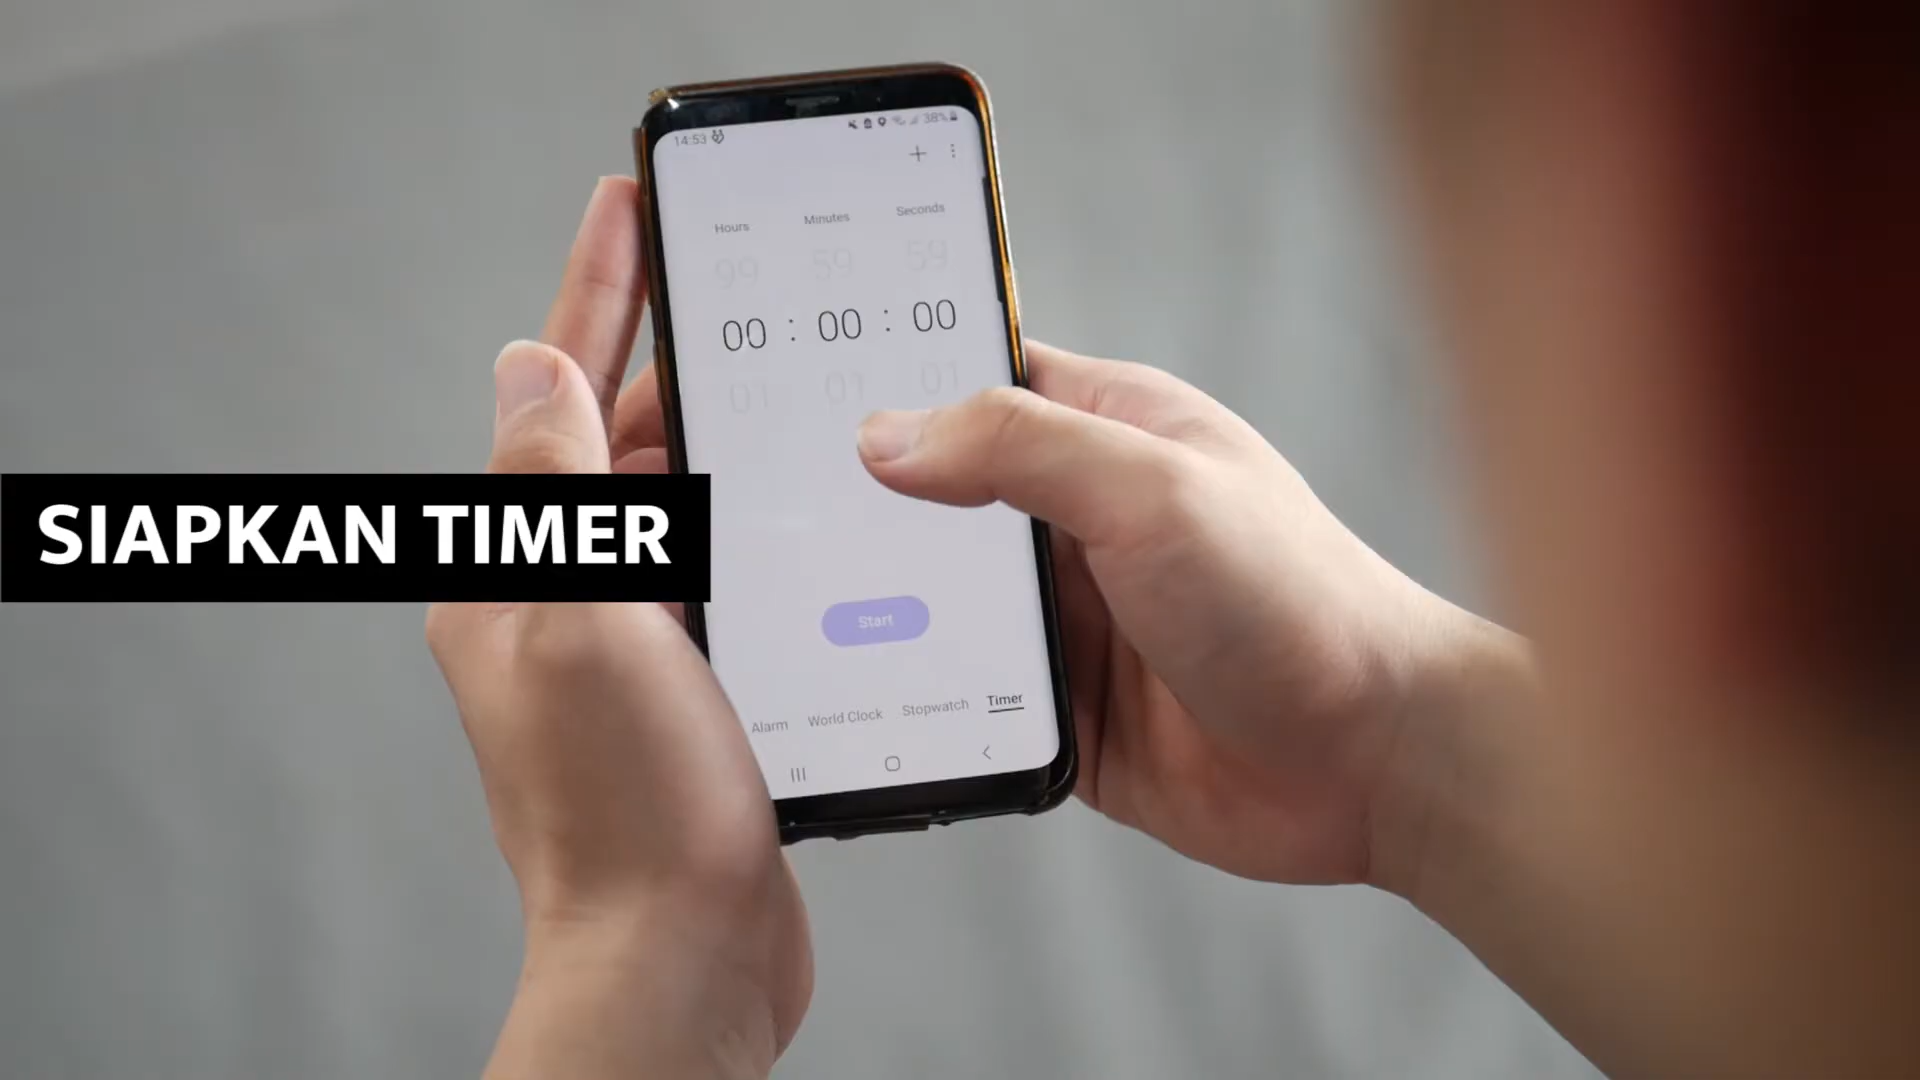 14:53 38%
Hours Minutes Seconds
99 59 59
00 : 00 : 00
01 01 01
SIAPKAN TIMER
Start
Alarm World Clock Stopwatch Timer